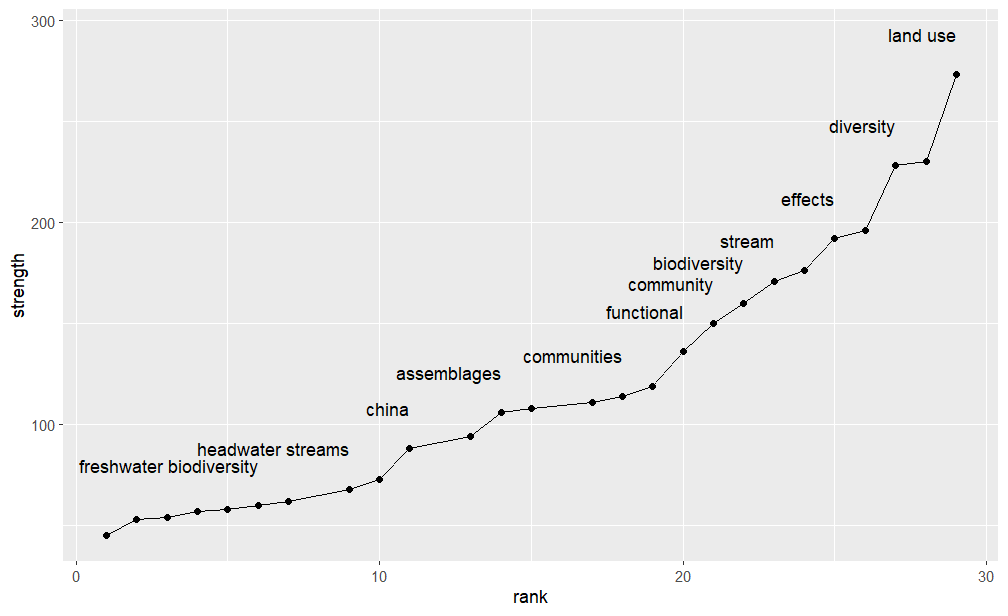 300
land use
diversity
200
effects
stream
biodiversity
community
functional
communities
assemblages
china
100
headwater streams
freshwater biodiversity
strength
0
10
20
30
rank